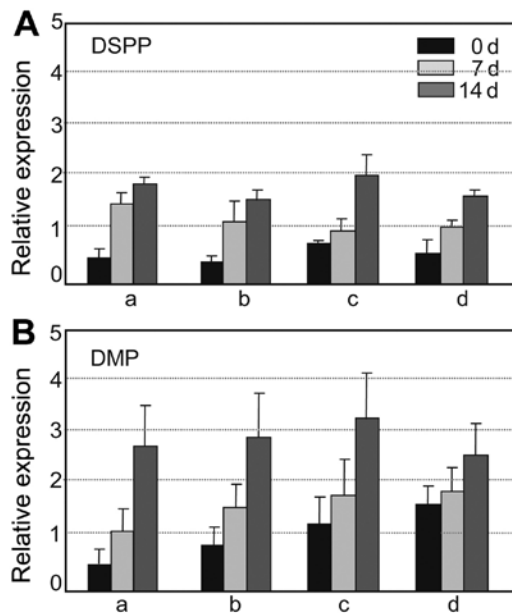 A
DSPP
0 d
7 d
14 d
Relative expression
5
4
3
2
1
0
a b c d
B
DMP
Relative expression
5
4
3
2
1
0
a b c d